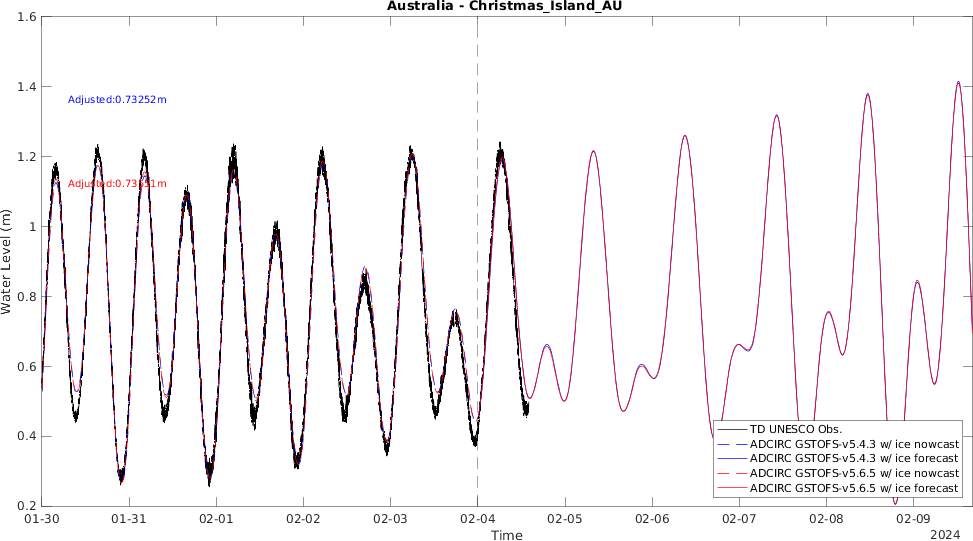 Australia - Christmas_Island_AU
1.6
1.4
1.2
1
0.8
0.6
0.4
0.2
Water Level (m)
Adjusted:0.73252m
TD UNESCO Obs.
ADCIRC GSTOFS-v5.4.3 w/ ice nowcast
ADCIRC GSTOFS-v5.4.3 w/ ice forecast
ADCIRC GSTOFS-v5.6.5 w/ ice nowcast
ADCIRC GSTOFS-v5.6.5 w/ ice forecast
01-30 01-31 02-01 02-02 02-03 02-04 02-05 02-06 02-07 02-08 02-09
Time
2024